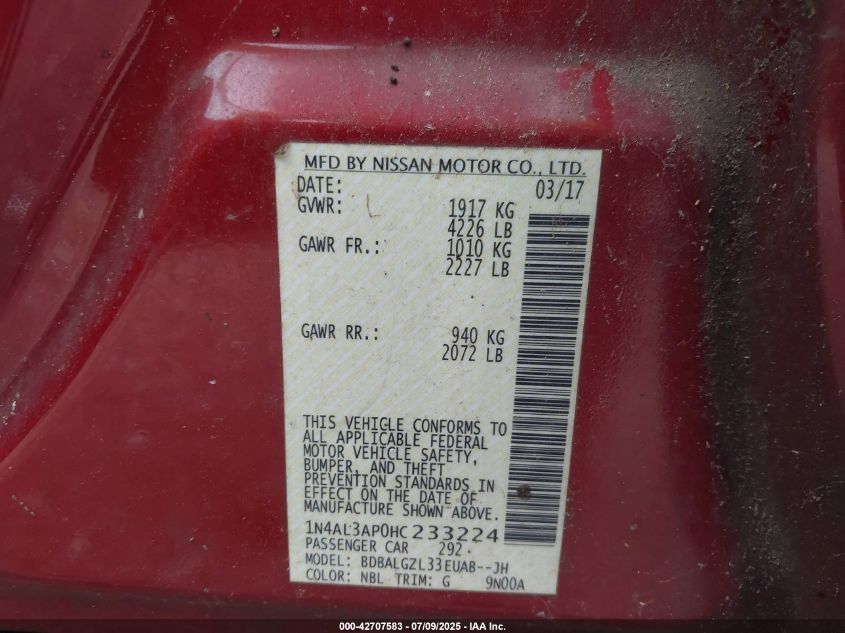 MFD BY NISSAN MOTOR CO., LTD.
DATE: 03/17
GVWR: 1917 KG
4226 LB
GAWR FR.: 1010 KG
2227 LB
GAWR RR.: 940 KG
2072 LB
THIS VEHICLE CONFORMS TO
ALL APPLICABLE FEDERAL
MOTOR VEHICLE SAFETY,
BUMPER, AND THEFT
PREVENTION STANDARDS IN
EFFECT ON THE DATE OF
MANUFACTURE SHOWN ABOVE.
1N4AL3AP0HC233224
PASSENGER CAR 292
MODEL: BDBALGZL33EUAB--JH
COLOR: NBL TRIM: G 9N00A
000-42707583 - 07/09/2025 - IAA Inc.